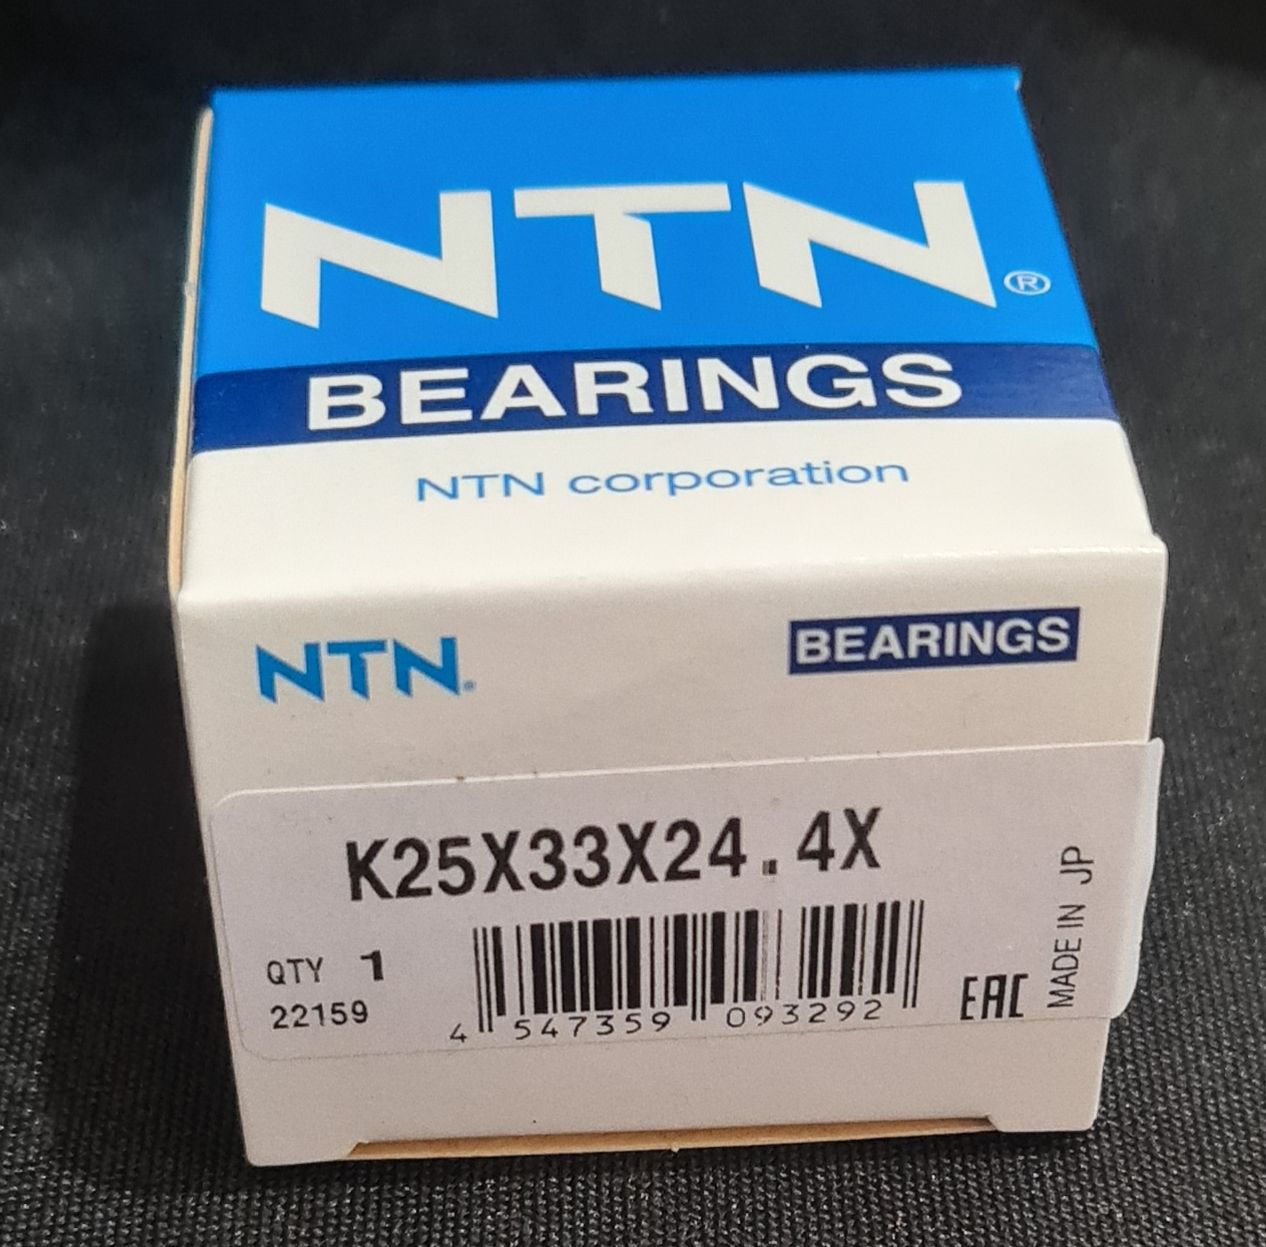 NTN®
BEARINGS
NTN corporation
NTN®
BEARINGS
K25X33X24.4X
QTY 1
22159
4 547359 093292
EAC
MADE IN JP